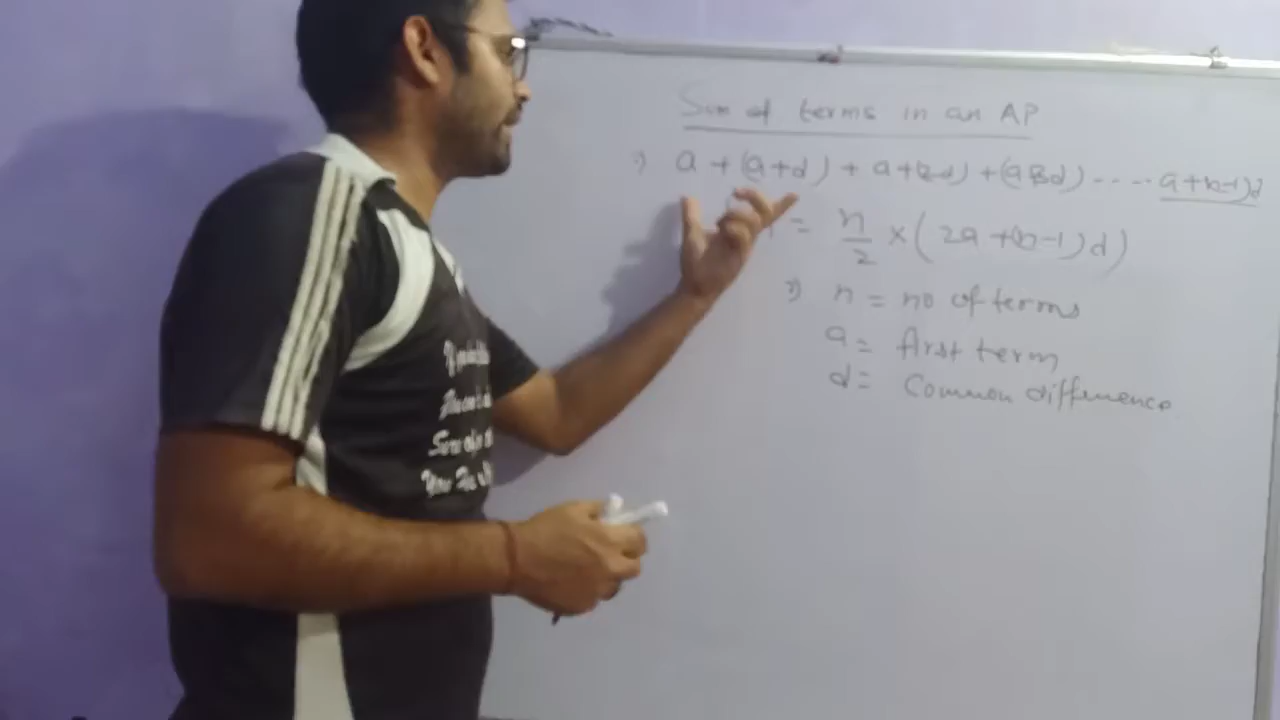 Sum of terms in an AP
1) a + (a+d) + a+(2d) + (a+3d) ..... a+(n-1)d
= n/2 × (2a+(n-1)d)
n = no of terms
a = first term
d = Common difference